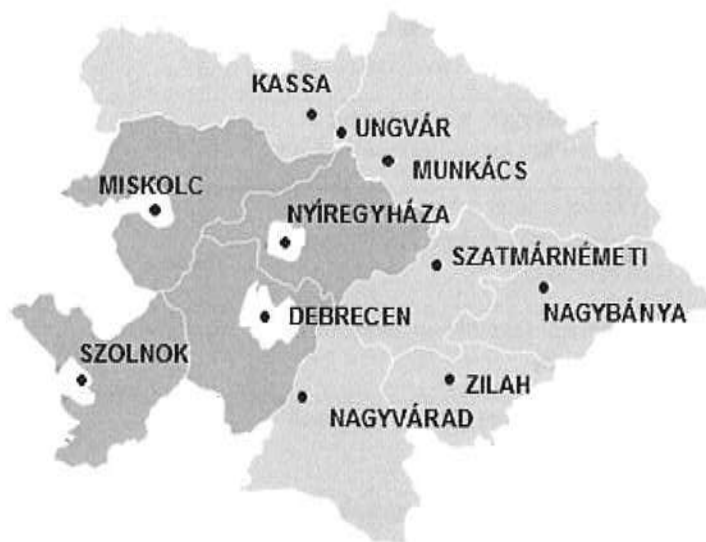 KASSA
UNGVÁR
MUNKÁCS
MISKOLC
NYÍREGYHÁZA
SZATMÁRNÉMETI
NAGYBÁNYA
DEBRECEN
SZOLNOK
ZILAH
NAGYVÁRAD